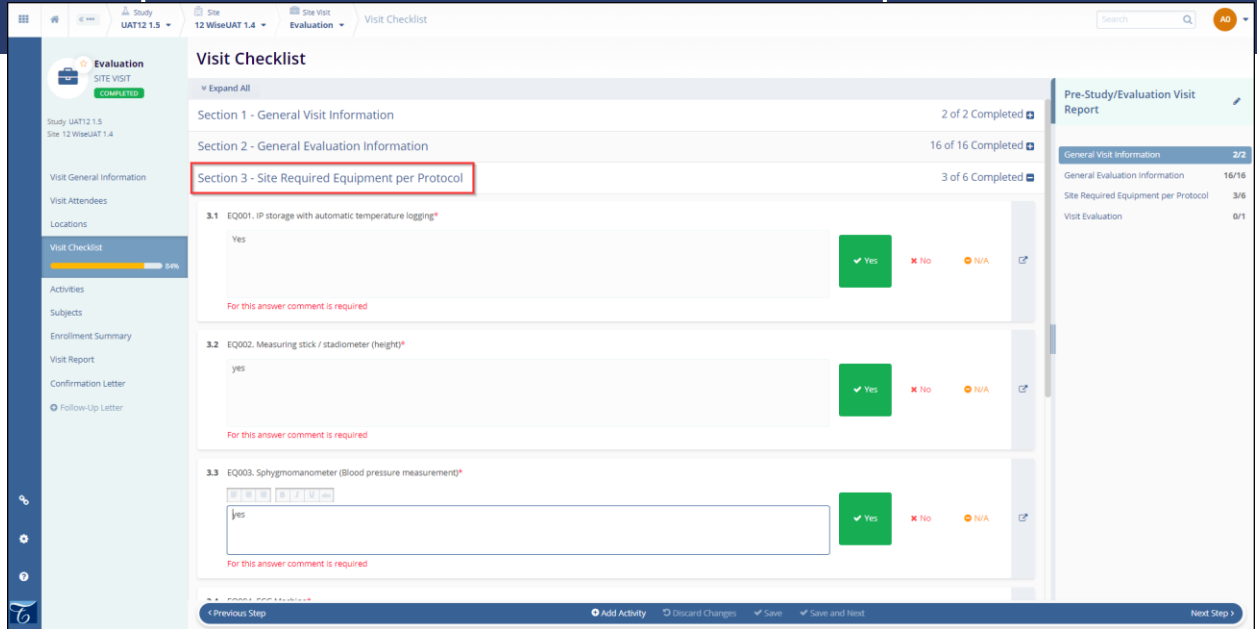 Study
UAT12 1.5
Site
12 WiseUAT 1.4
Site Visit
Evaluation
Visit Checklist
Search
AO
Evaluation
SITE VISIT
COMPLETED
Study UAT12 1.5
Site 12 WiseUAT 1.4
Visit General Information
Visit Attendees
Locations
Visit Checklist
84%
Activities
Subjects
Enrollment Summary
Visit Report
Confirmation Letter
Follow-Up Letter
Visit Checklist
Expand All
Section 1 - General Visit Information 2 of 2 Completed
Section 2 - General Evaluation Information 16 of 16 Completed
Section 3 - Site Required Equipment per Protocol 3 of 6 Completed
3.1 EQ001. IP storage with automatic temperature logging*
Yes
Yes No N/A
For this answer comment is required
3.2 EQ002. Measuring stick / stadiometer (height)*
yes
Yes No N/A
For this answer comment is required
3.3 EQ003. Sphygmomanometer (Blood pressure measurement)*
B I U abc
yes
Yes No N/A
For this answer comment is required
Previous Step Add Activity Discard Changes Save Save and Next Next Step
Pre-Study/Evaluation Visit
Report
General Visit Information 2/2
General Evaluation Information 16/16
Site Required Equipment per Protocol 3/6
Visit Evaluation 0/1